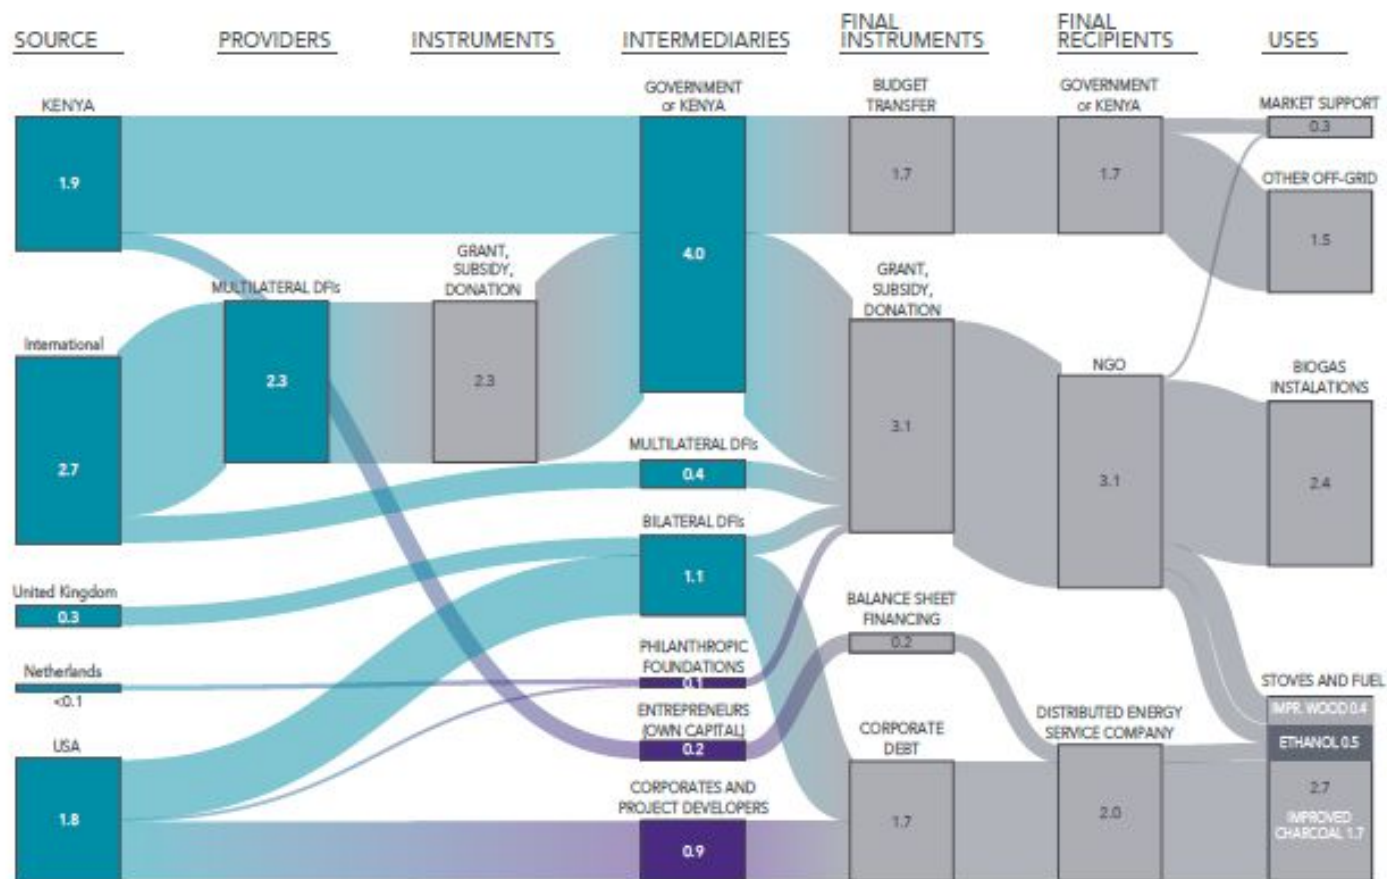 SOURCE
PROVIDERS
INSTRUMENTS
INTERMEDIARIES
FINAL
INSTRUMENTS
FINAL
RECIPIENTS
USES
KENYA
1.9
International
2.7
United Kingdom
0.3
Netherlands
<0.1
USA
1.8
MULTILATERAL DFIs
2.3
GRANT,
SUBSIDY,
DONATION
2.3
GOVERNMENT
OF KENYA
4.0
MULTILATERAL DFIs
0.4
BILATERAL DFIs
1.1
PHILANTHROPIC
FOUNDATIONS
0.1
ENTREPRENEURS
(OWN CAPITAL)
0.2
CORPORATES AND
PROJECT DEVELOPERS
0.9
BUDGET
TRANSFER
1.7
GRANT,
SUBSIDY,
DONATION
3.1
BALANCE SHEET
FINANCING
0.2
CORPORATE
DEBT
1.7
GOVERNMENT
OF KENYA
1.7
NGO
3.1
DISTRIBUTED ENERGY
SERVICE COMPANY
2.0
MARKET SUPPORT
0.3
OTHER OFF-GRID
1.5
BIOGAS
INSTALATIONS
2.4
STOVES AND FUEL
IMPR. WOOD 0.4
ETHANOL 0.5
2.7
IMPROVED
CHARCOAL 1.7